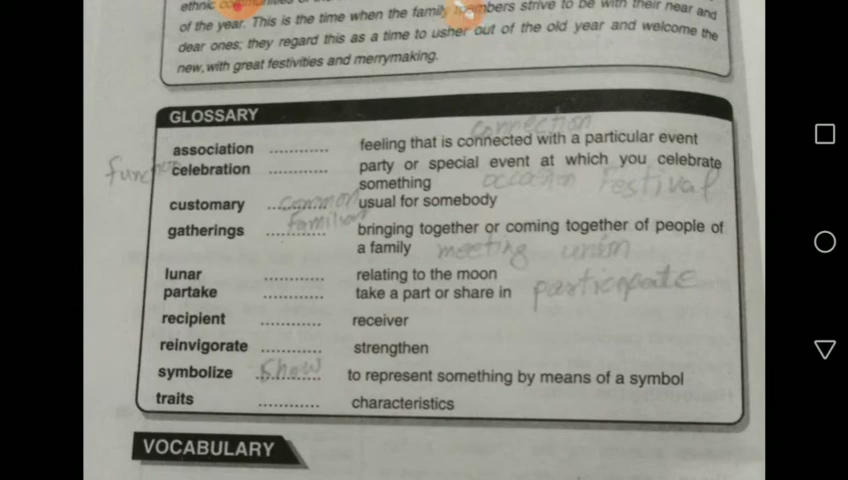 ethnic communities of the
of the year. This is the time when the family members strive to be with their near and
dear ones; they regard this as a time to usher out of the old year and welcome the
new, with great festivities and merrymaking.
GLOSSARY
connection
association ............ feeling that is connected with a particular event
function celebration ............ party or special event at which you celebrate
something occasion Festival
customary ............ common usual for somebody
familiar
gatherings ............ bringing together or coming together of people of
a family meeting union
lunar ............ relating to the moon
partake ............ take a part or share in participate
recipient ............ receiver
reinvigorate ............ strengthen
symbolize ............ show to represent something by means of a symbol
traits ............ characteristics
VOCABULARY